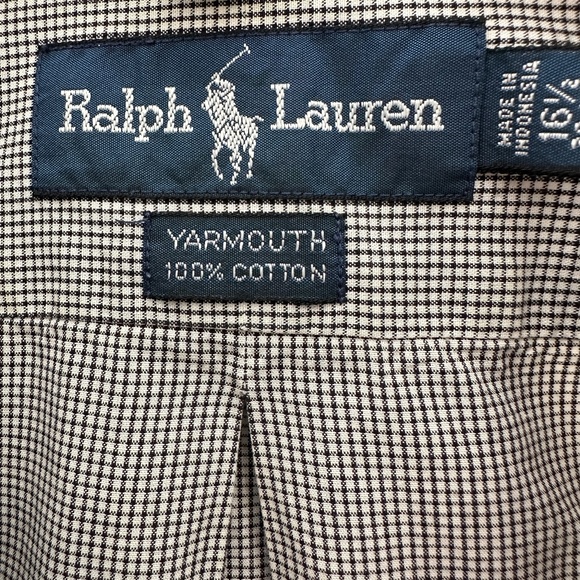 Ralph Lauren
MADE IN
INDONESIA
16½
YARMOUTH
100% COTTON